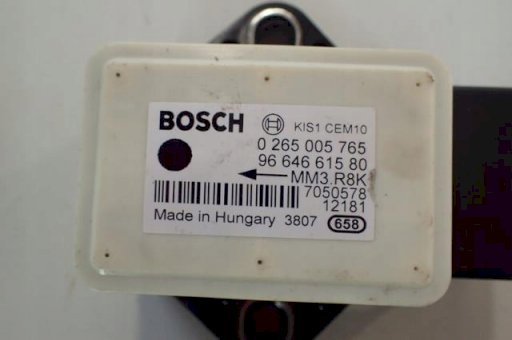 BOSCH KIS1 CEM10
0 265 005 765
96 646 615 80
MM3.R8K
7050578
12181
Made in Hungary 3807 658